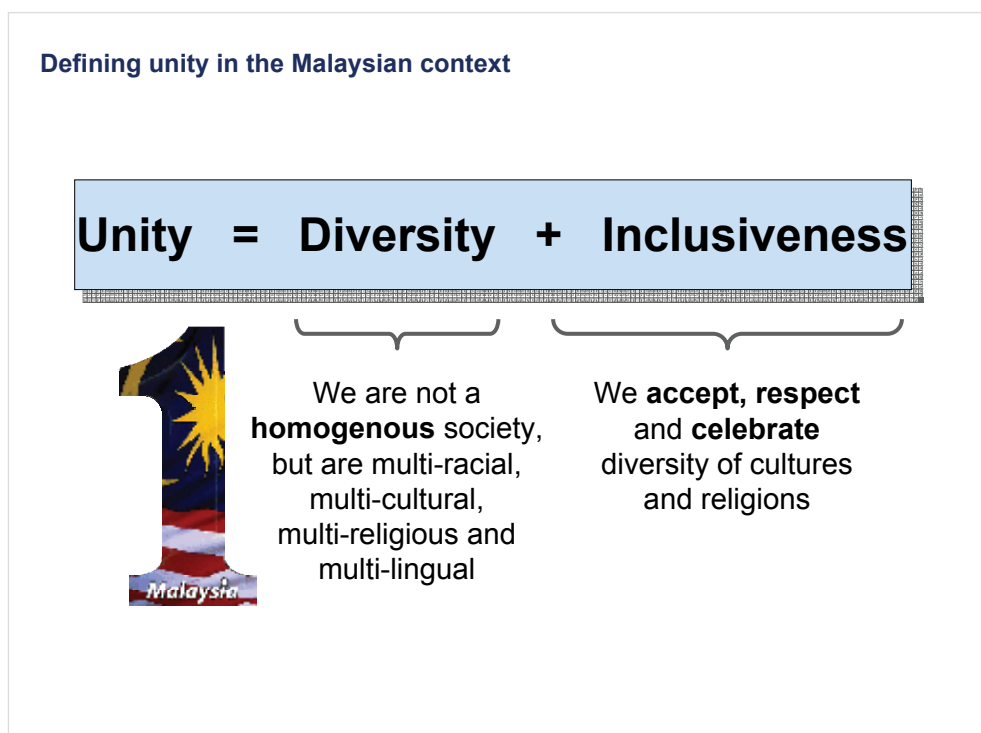 Defining unity in the Malaysian context
Unity = Diversity + Inclusiveness
We are not a
homogenous society,
but are multi-racial,
multi-cultural,
multi-religious and
multi-lingual
We accept, respect
and celebrate
diversity of cultures
and religions
1
Malaysia